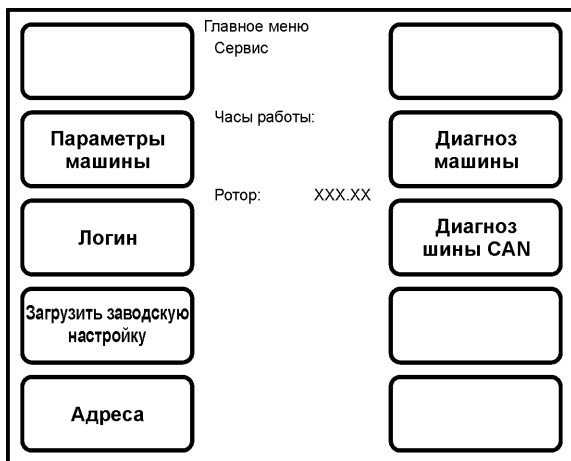 Главное меню
Сервис
Часы работы:
Параметры
машины
Диагноз
машины
Ротор: XXX.XX
Логин
Диагноз
шины CAN
Загрузить заводскую
настройку
Адреса